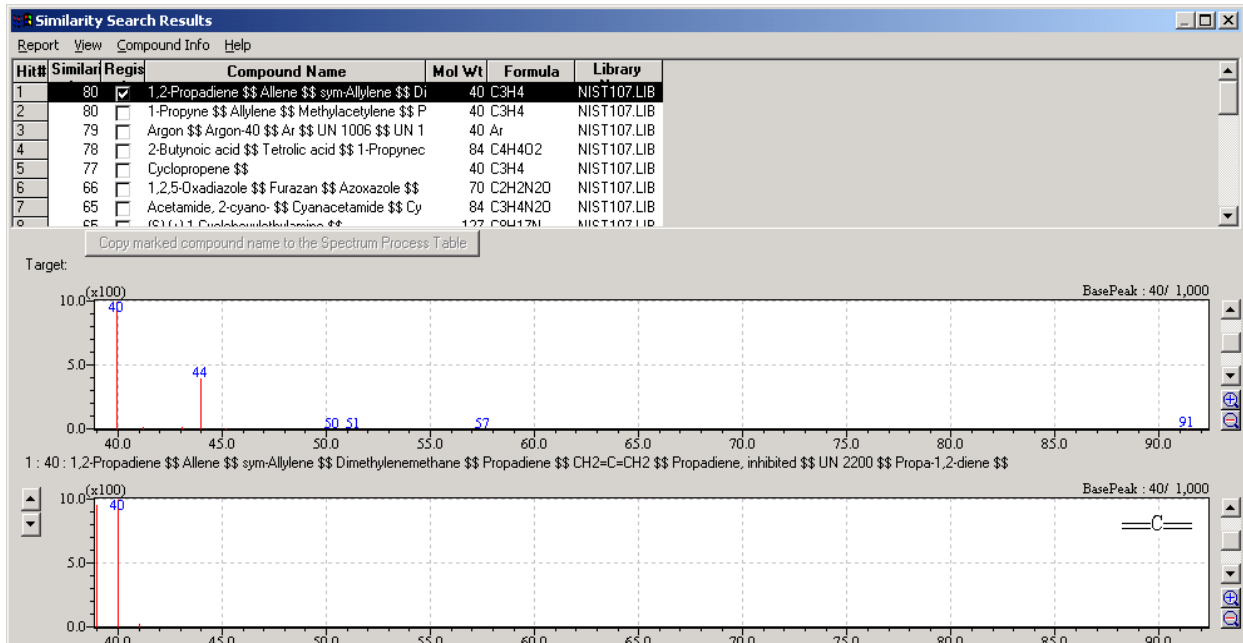 Similarity Search Results
Report View Compound Info Help
Hit# Similari Regis Compound Name Mol Wt Formula Library
1 80 1,2-Propadiene $$ Allene $$ sym-Allylene $$ Di 40 C3H4 NIST107.LIB
2 80 1-Propyne $$ Allylene $$ Methylacetylene $$ P 40 C3H4 NIST107.LIB
3 79 Argon $$ Argon-40 $$ Ar $$ UN 1006 $$ UN 1 40 Ar NIST107.LIB
4 78 2-Butynoic acid $$ Tetrolic acid $$ 1-Propynec 84 C4H4O2 NIST107.LIB
5 77 Cyclopropene $$ 40 C3H4 NIST107.LIB
6 66 1,2,5-Oxadiazole $$ Furazan $$ Azoxazole $$ 70 C2H2N2O NIST107.LIB
7 65 Acetamide, 2-cyano- $$ Cyanacetamide $$ Cy 84 C3H4N2O NIST107.LIB
8 65 127 C8H17N NIST107.LIB
Copy marked compound name to the Spectrum Process Table
Target:
(x100) BasePeak : 40/ 1,000
10.0
40
5.0
44
50 51 57 91
0.0
40.0 45.0 50.0 55.0 60.0 65.0 70.0 75.0 80.0 85.0 90.0
1 : 40 : 1,2-Propadiene $$ Allene $$ sym-Allylene $$ Dimethylenemethane $$ Propadiene $$ CH2=C=CH2 $$ Propadiene, inhibited $$ UN 2200 $$ Propa-1,2-diene $$
(x100) BasePeak : 40/ 1,000
10.0
40
C
5.0
0.0
40.0 45.0 50.0 55.0 60.0 65.0 70.0 75.0 80.0 85.0 90.0